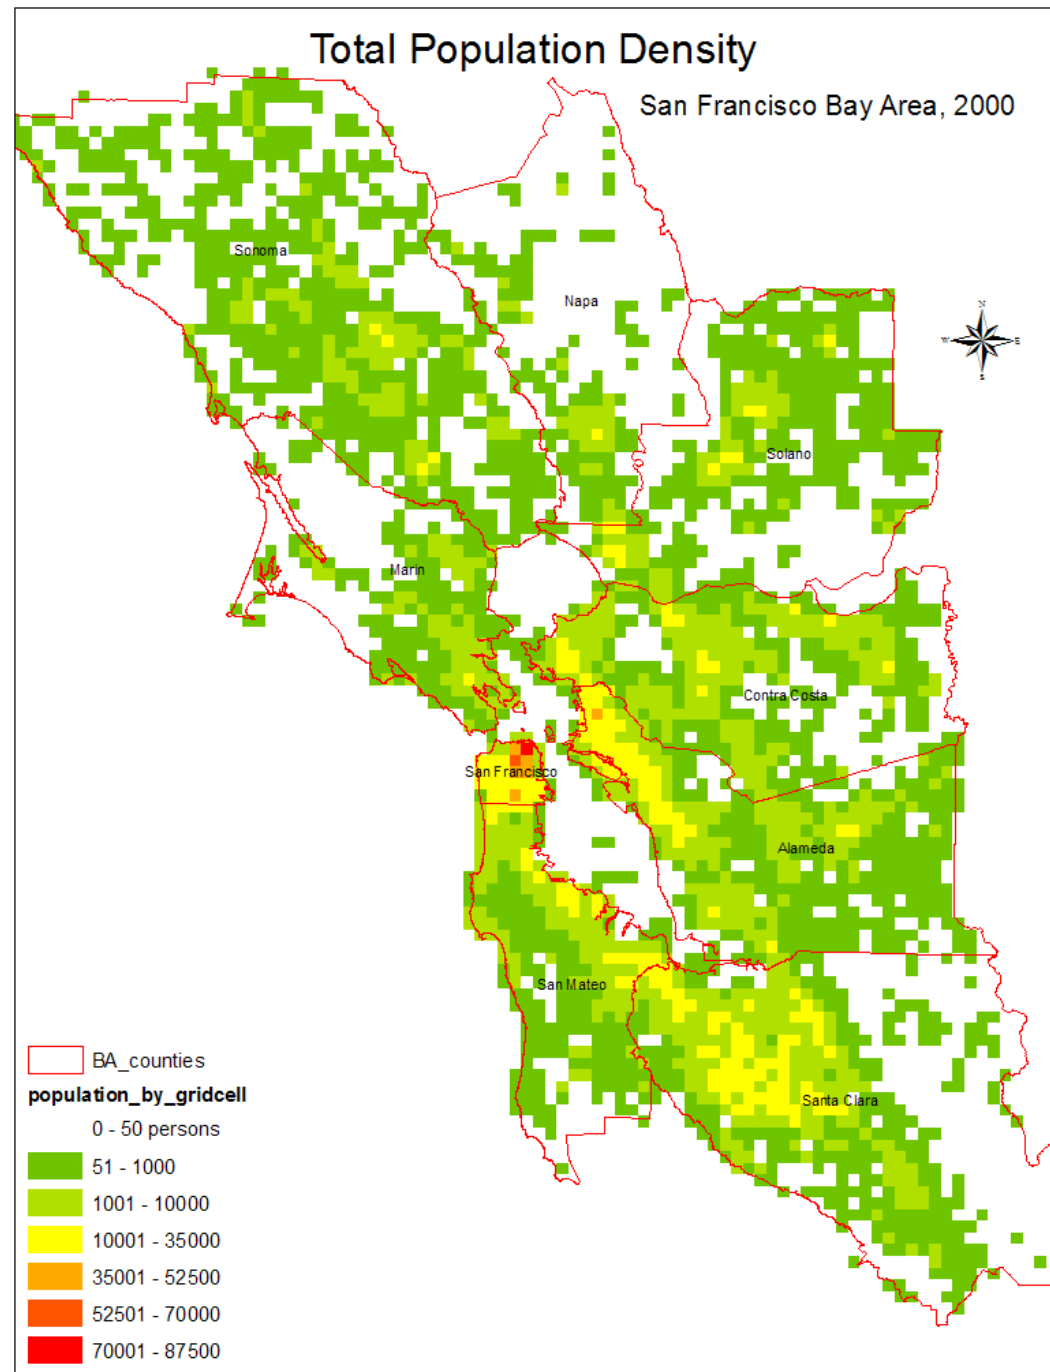 Total Population Density
San Francisco Bay Area, 2000
Sonoma
Napa
N
W
E
S
Solano
Marin
Contra Costa
San Francisco
Alameda
San Mateo
Santa Clara
BA_counties
population_by_gridcell
0 - 50 persons
51 - 1000
1001 - 10000
10001 - 35000
35001 - 52500
52501 - 70000
70001 - 87500